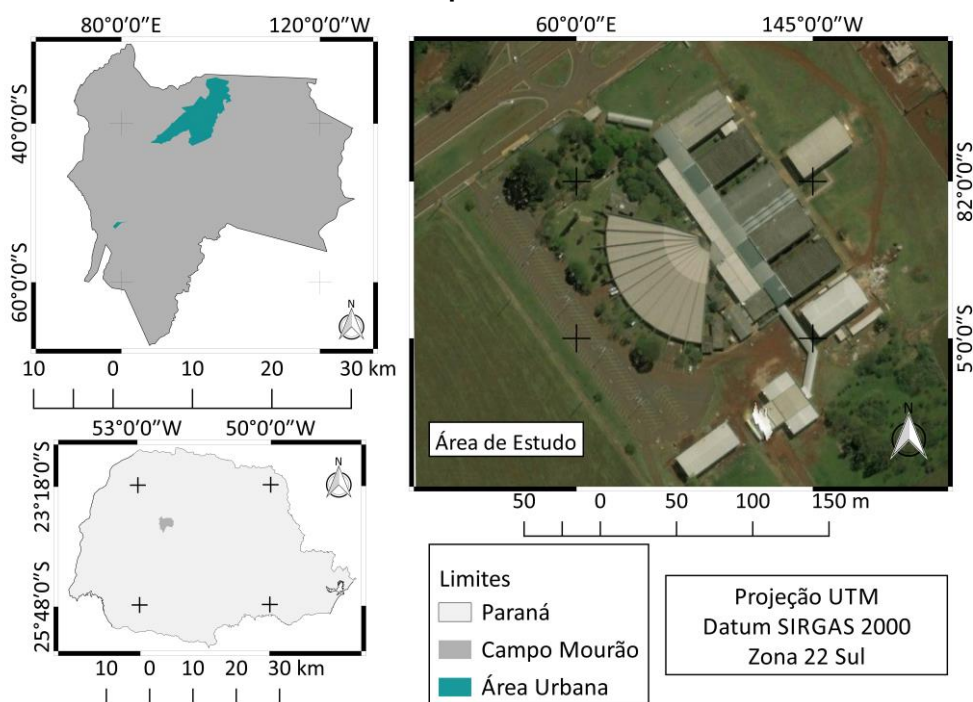 80°0'0"E 120°0'0"W
40°0'0"S
60°0'0"S
N
10 0 10 20 30 km
53°0'0"W 50°0'0"W
23°18'0"S
25°48'0"S
N
10 0 10 20 30 km
60°0'0"E 145°0'0"W
82°0'0"S
5°0'0"S
Área de Estudo
N
50 0 50 100 150 m
Limites
Paraná
Campo Mourão
Área Urbana
Projeção UTM
Datum SIRGAS 2000
Zona 22 Sul